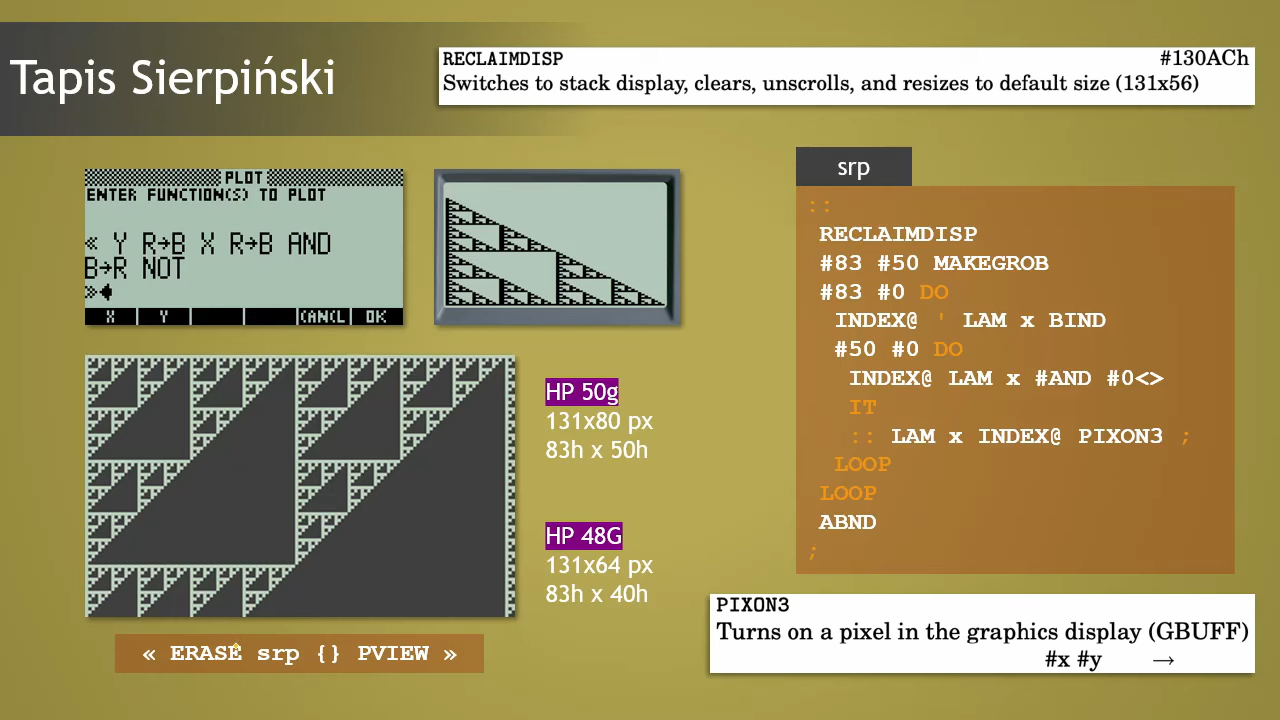 Tapis Sierpiński
RECLAIMDISP #130ACh
Switches to stack display, clears, unscrolls, and resizes to default size (131x56)
PLOT
ENTER FUNCTION(S) TO PLOT
« Y R→B X R→B AND
B→R NOT
»
X Y CANCL OK
HP 50g
131x80 px
83h x 50h
HP 48G
131x64 px
83h x 40h
« ERASE srp {} PVIEW »
srp
::
RECLAIMDISP
#83 #50 MAKEGROB
#83 #0 DO
INDEX@ ' LAM x BIND
#50 #0 DO
INDEX@ LAM x #AND #0<>
IT
:: LAM x INDEX@ PIXON3 ;
LOOP
LOOP
ABND
;
PIXON3
Turns on a pixel in the graphics display (GBUFF)
#x #y →